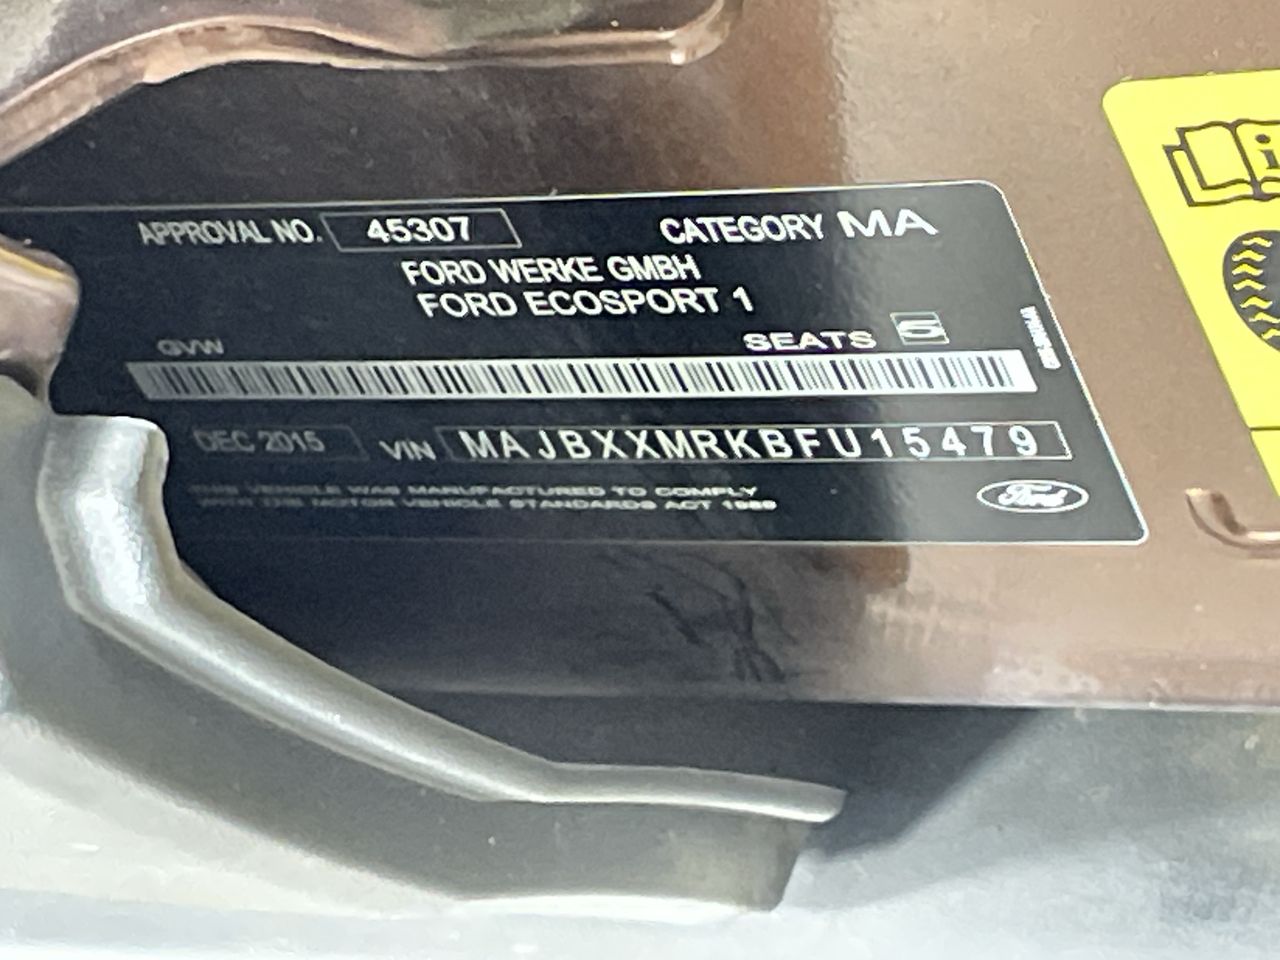 APPROVAL NO. 45307 CATEGORY MA
FORD WERKE GMBH
FORD ECOSPORT 1
GVW SEATS 5
DEC 2015 VIN MAJBXXMRKBFU15479
THIS VEHICLE WAS MANUFACTURED TO COMPLY
WITH THE MOTOR VEHICLE STANDARDS ACT 1989
Ford
i